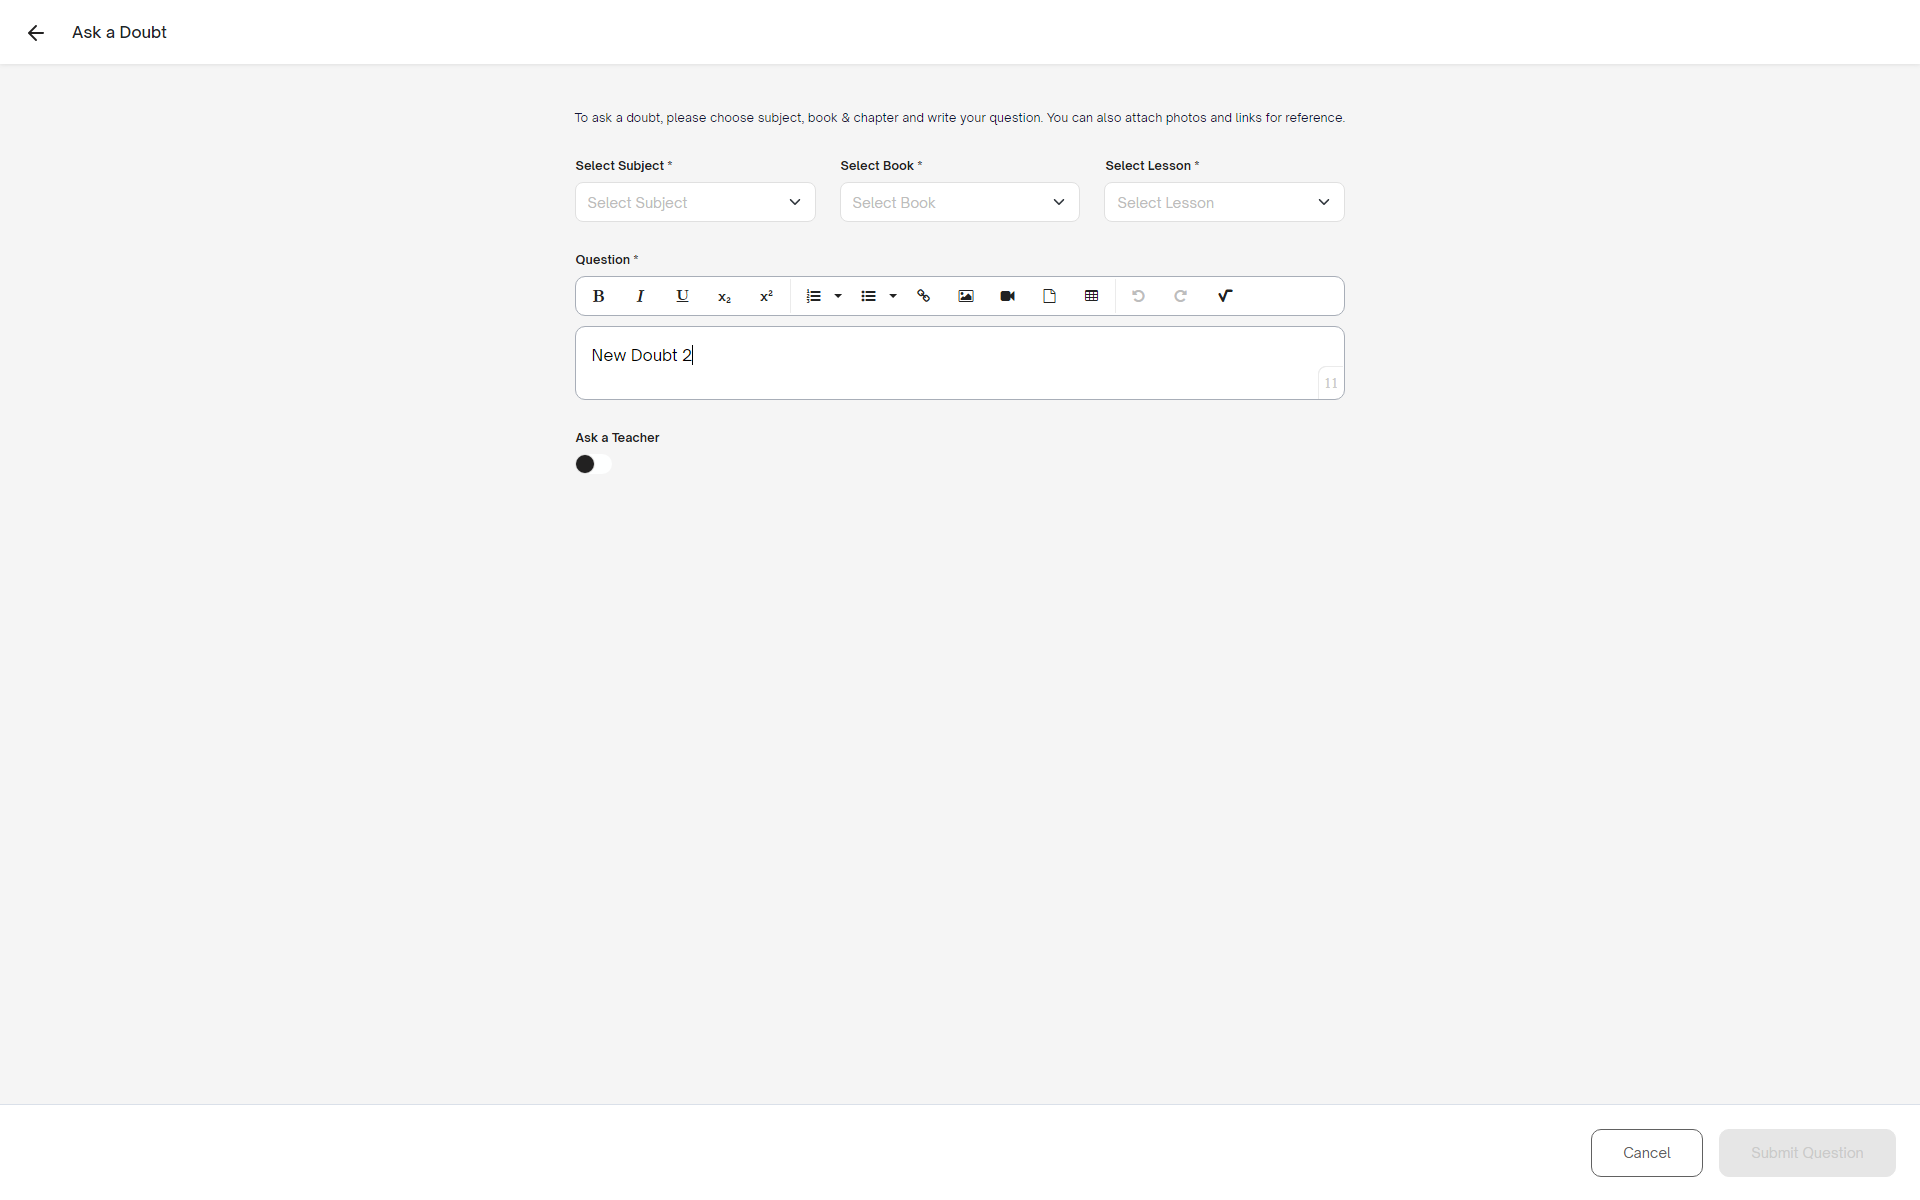 Ask a Doubt
To ask a doubt, please choose subject, book & chapter and write your question. You can also attach photos and links for reference.
Select Subject * Select Book * Select Lesson *
Select Subject Select Book Select Lesson
Question *
B I U x₂ x²
New Doubt 2
11
Ask a Teacher
Cancel Submit Question